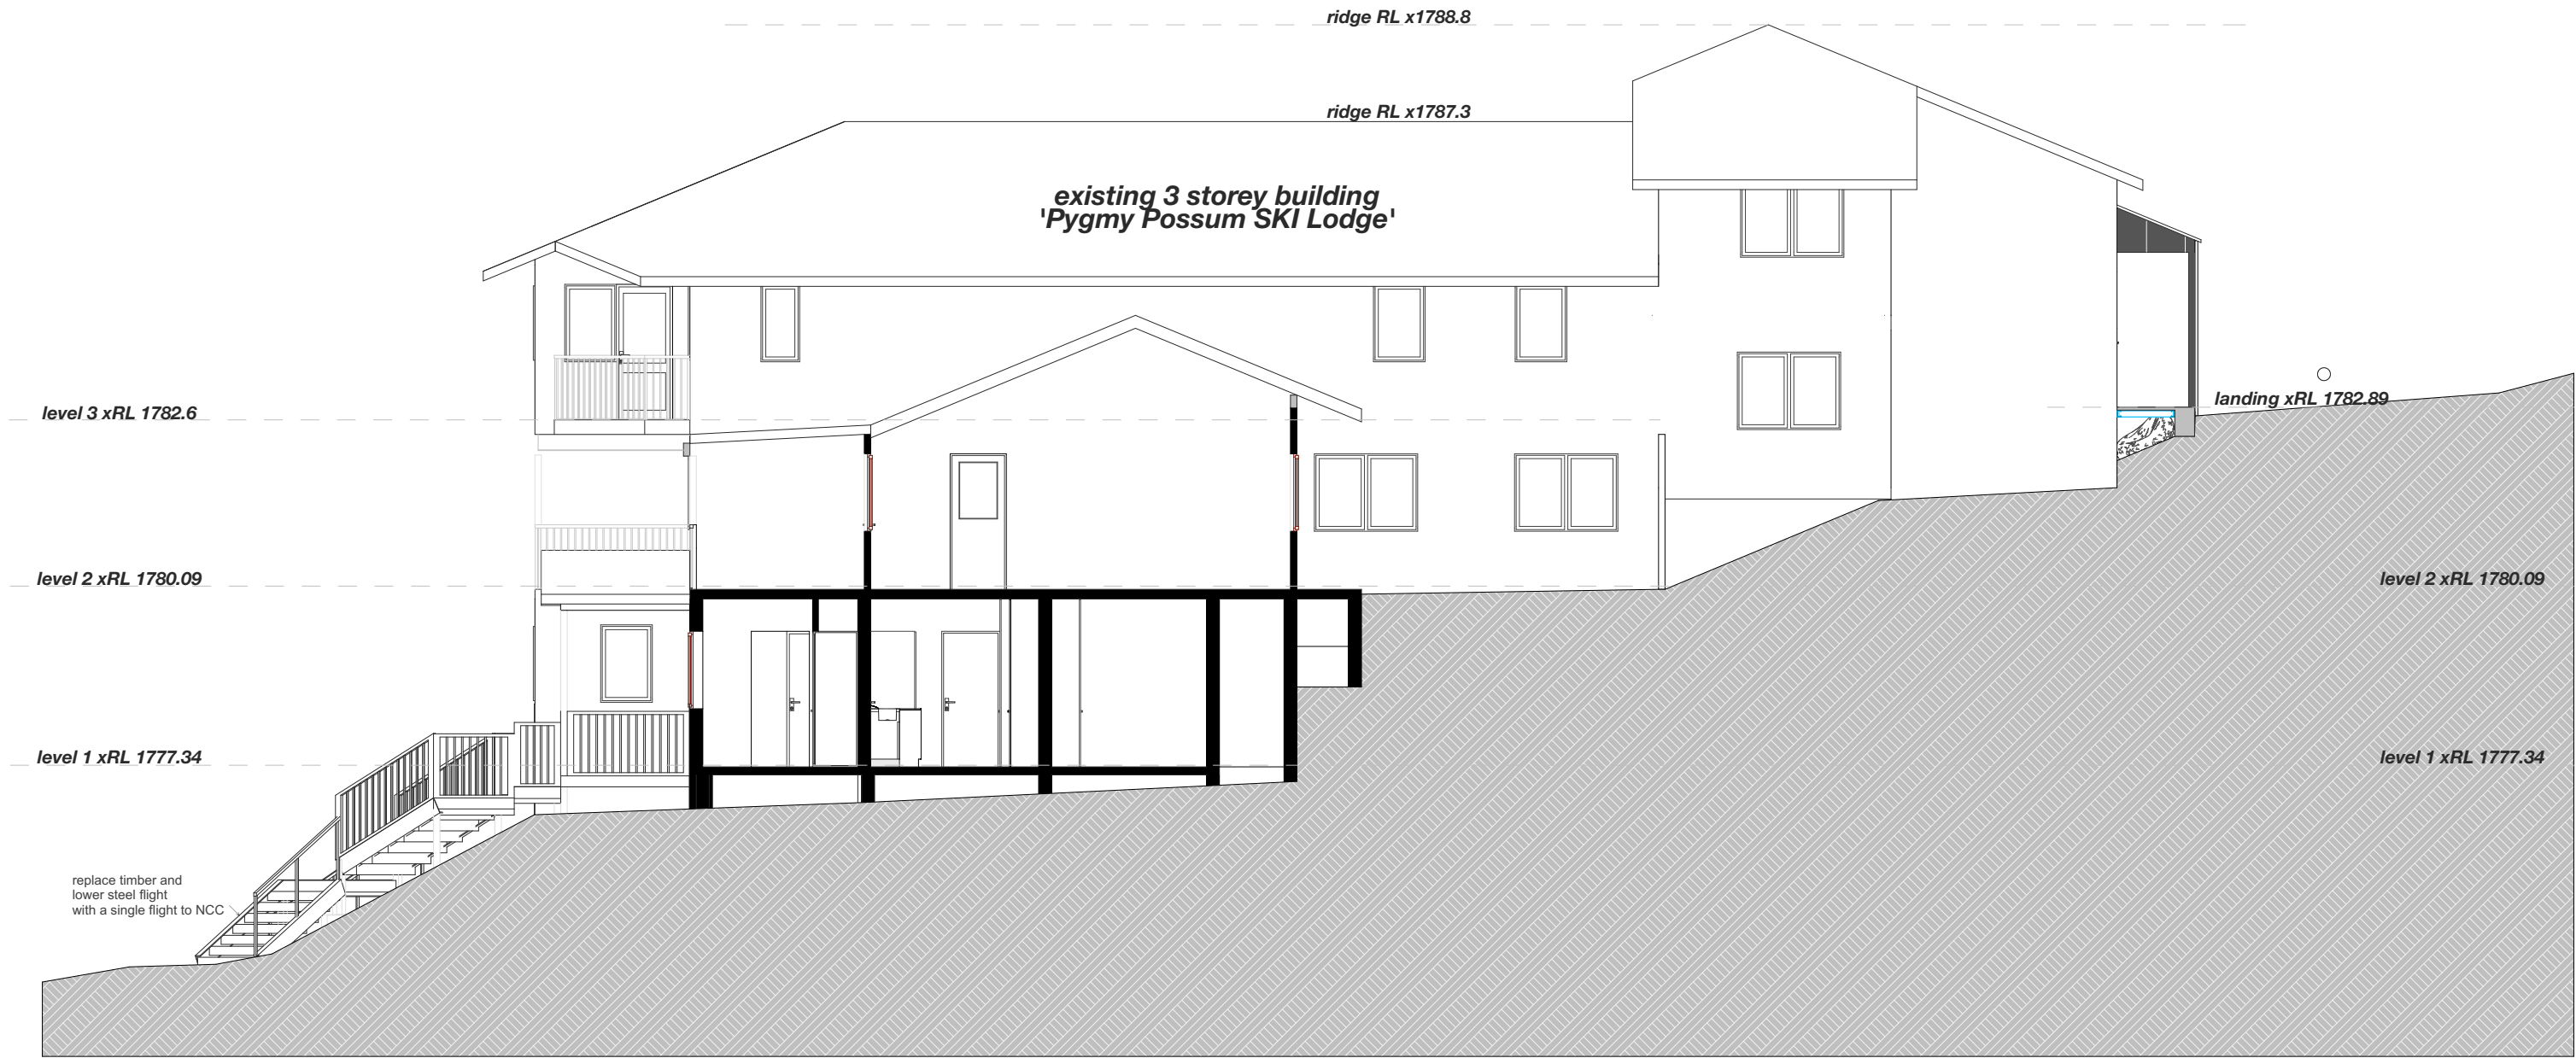 ridge RL x1788.8
ridge RL x1787.3
existing 3 storey building
'Pygmy Possum SKI Lodge'
level 3 xRL 1782.6
landing xRL 1782.89
level 2 xRL 1780.09
level 2 xRL 1780.09
level 1 xRL 1777.34
level 1 xRL 1777.34
replace timber and
lower steel flight
with a single flight to NCC